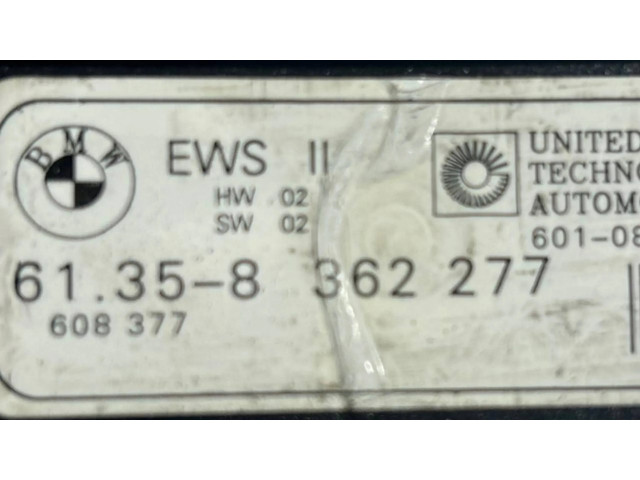 BMW
EWS II
HW 02
SW 02
UNITED
TECHNO
AUTOMO
601-08
61.35-8 362 277
608 377